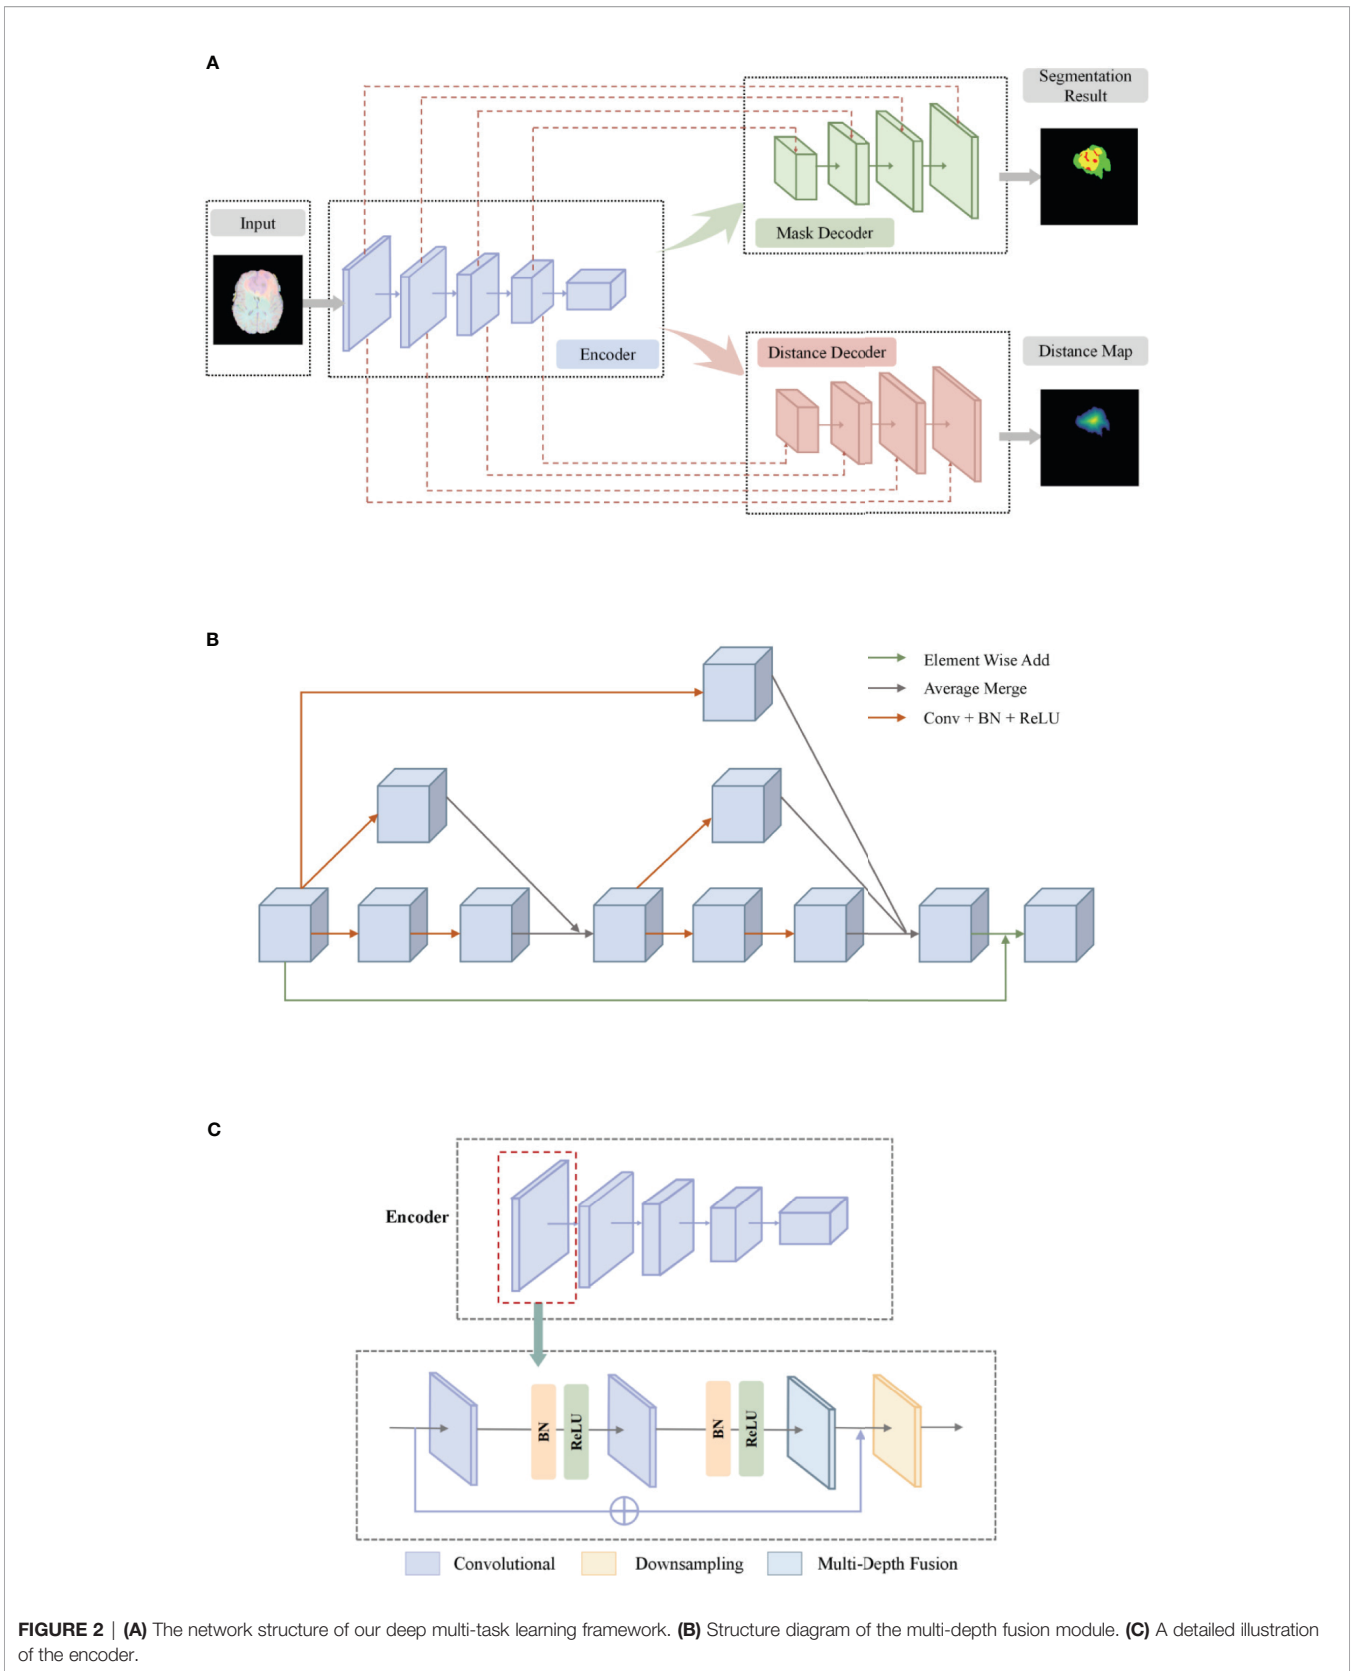 A
Segmentation
Result
Input
Mask Decoder
Encoder
Distance Decoder
Distance Map
B
Element Wise Add
Average Merge
Conv + BN + ReLU
C
Encoder
BN
ReLU
BN
ReLU
Convolutional
Downsampling
Multi-Depth Fusion
FIGURE 2 | (A) The network structure of our deep multi-task learning framework. (B) Structure diagram of the multi-depth fusion module. (C) A detailed illustration
of the encoder.